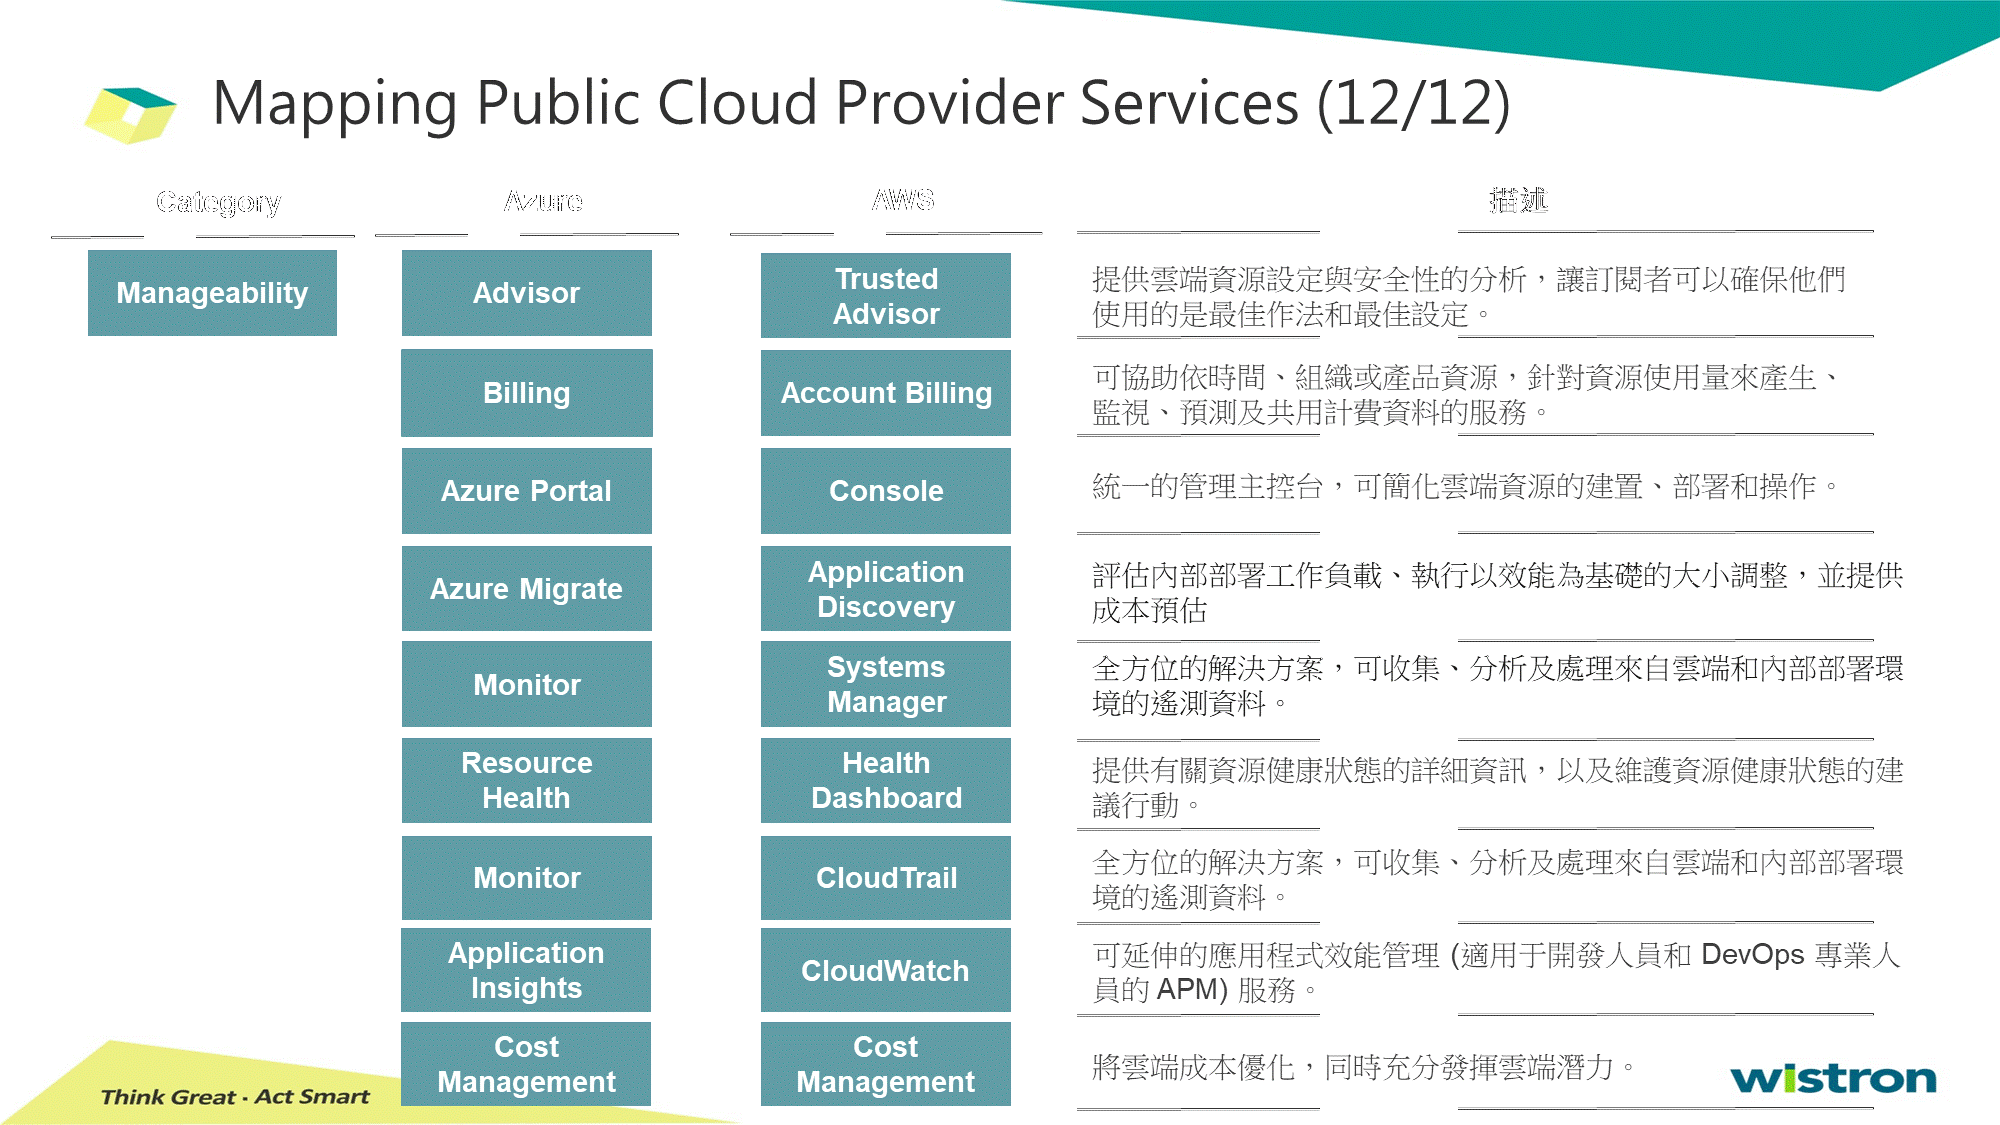 Mapping Public Cloud Provider Services (12/12)
Category
Azure
AWS
描述
Manageability
Advisor
Trusted
Advisor
提供雲端資源設定與安全性的分析，讓訂閱者可以確保他們
使用的是最佳作法和最佳設定。
Billing
Account Billing
可協助依時間、組織或產品資源，針對資源使用量來產生、
監視、預測及共用計費資料的服務。
Azure Portal
Console
統一的管理主控台，可簡化雲端資源的建置、部署和操作。
Azure Migrate
Application
Discovery
評估內部部署工作負載、執行以效能為基礎的大小調整，並提供
成本預估
Monitor
Systems
Manager
全方位的解決方案，可收集、分析及處理來自雲端和內部部署環
境的遙測資料。
Resource
Health
Health
Dashboard
提供有關資源健康狀態的詳細資訊，以及維護資源健康狀態的建
議行動。
Monitor
CloudTrail
全方位的解決方案，可收集、分析及處理來自雲端和內部部署環
境的遙測資料。
Application
Insights
CloudWatch
可延伸的應用程式效能管理 (適用于開發人員和 DevOps 專業人
員的 APM) 服務。
Cost
Management
Cost
Management
將雲端成本優化，同時充分發揮雲端潛力。
Think Great · Act Smart
wistron